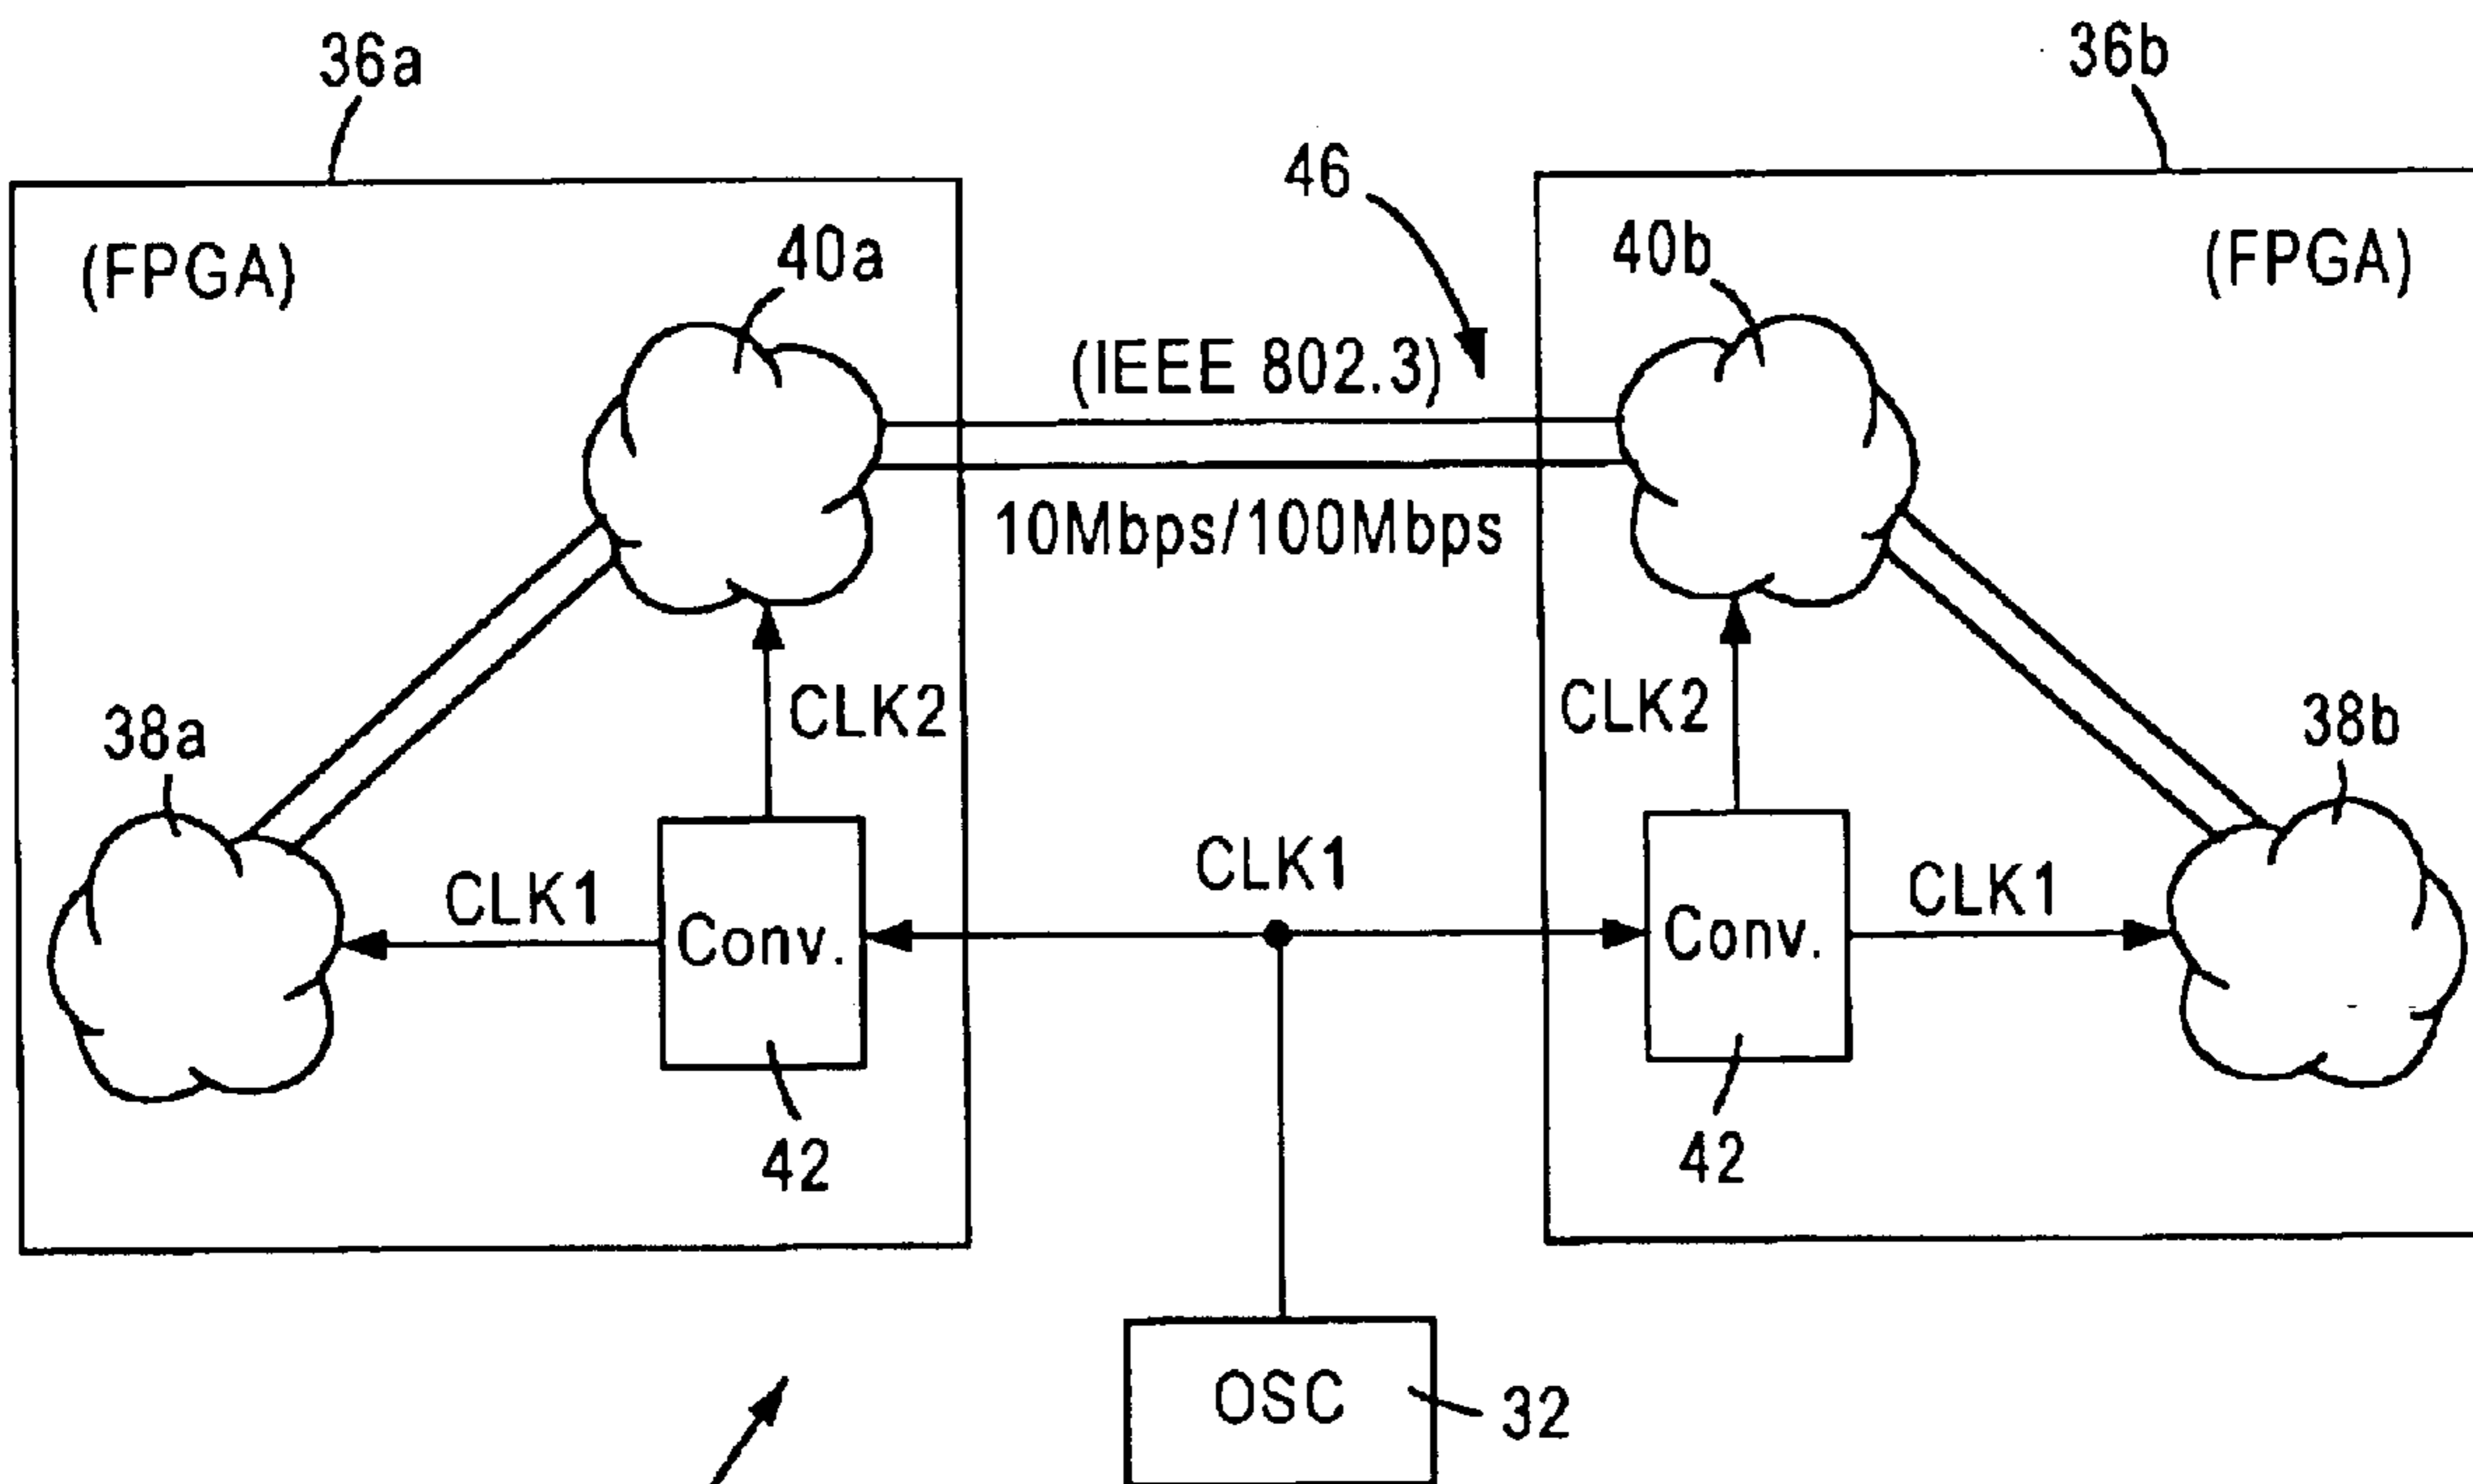 36a
36b
46
(FPGA)
40a
40b
(FPGA)
(IEEE 802.3)
10Mbps/100Mbps
38a
CLK2
CLK2
38b
CLK1
Conv.
CLK1
Conv.
CLK1
42
42
OSC
32